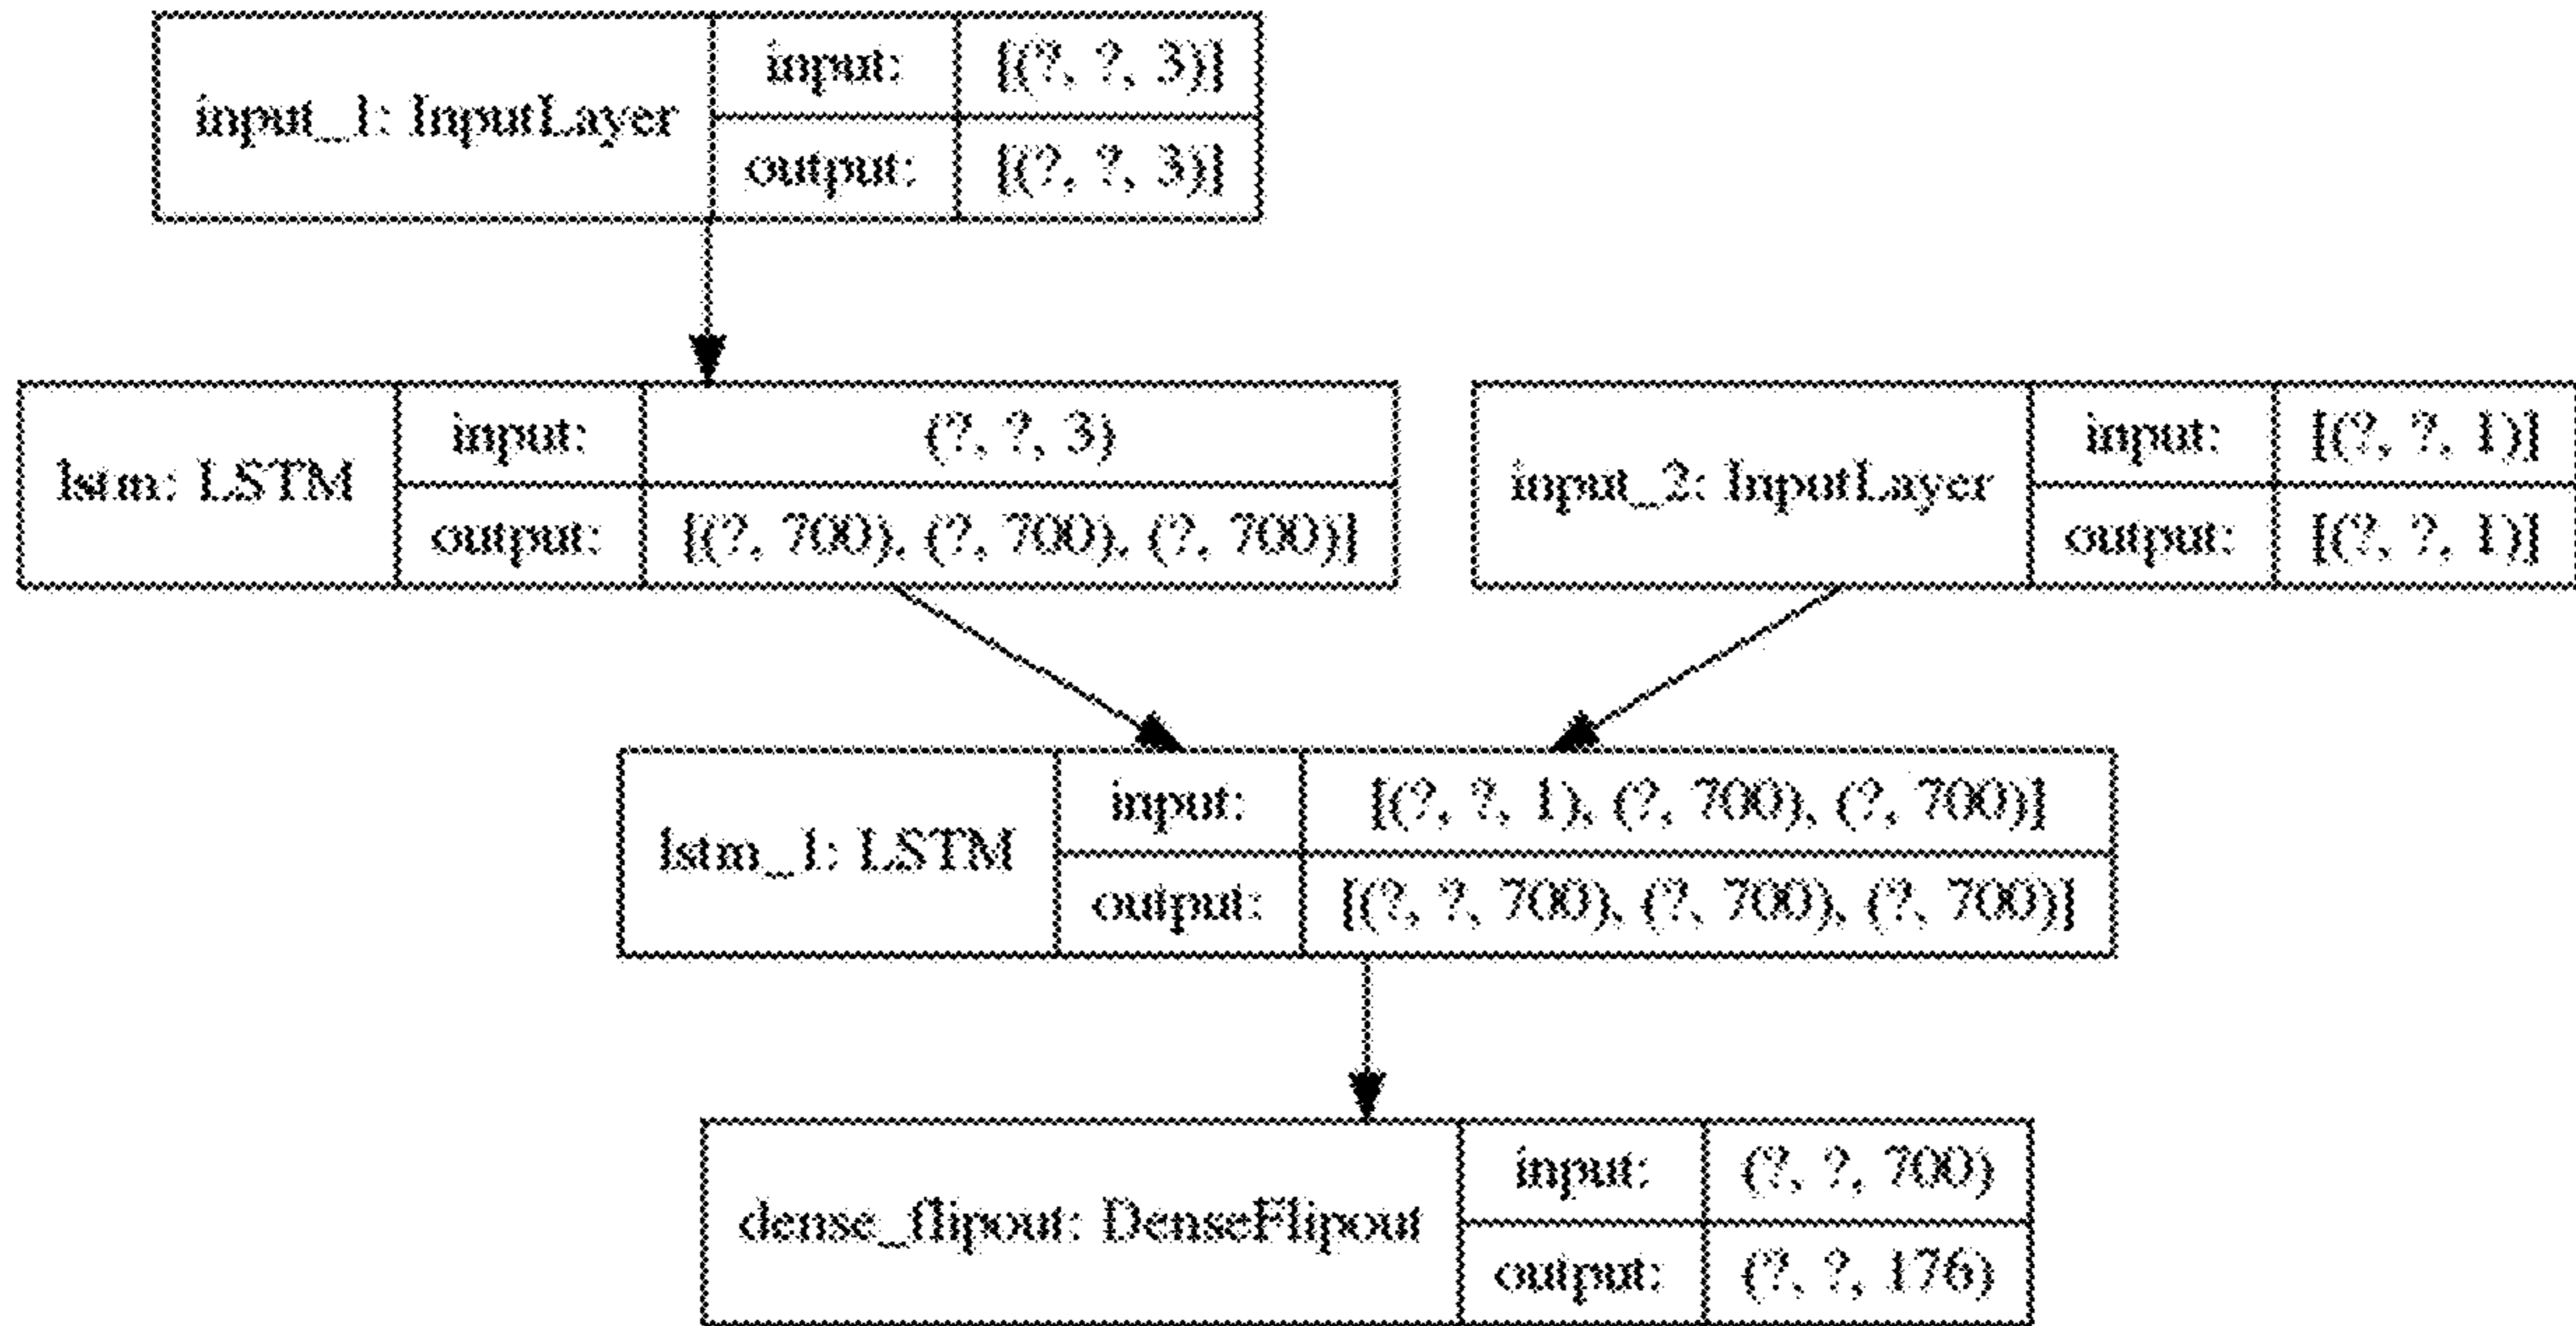 input_1: InputLayer
input:
[(?, ?, 3)]
output:
[(?, ?, 3)]
lstm: LSTM
input:
(?, ?, 3)
output:
[(?, 700), (?, 700), (?, 700)]
input_2: InputLayer
input:
[(?, ?, 1)]
output:
[(?, ?, 1)]
lstm_1: LSTM
input:
[(?, ?, 1), (?, 700), (?, 700)]
output:
[(?, ?, 700), (?, 700), (?, 700)]
dense_flipout: DenseFlipout
input:
(?, ?, 700)
output:
(?, ?, 176)